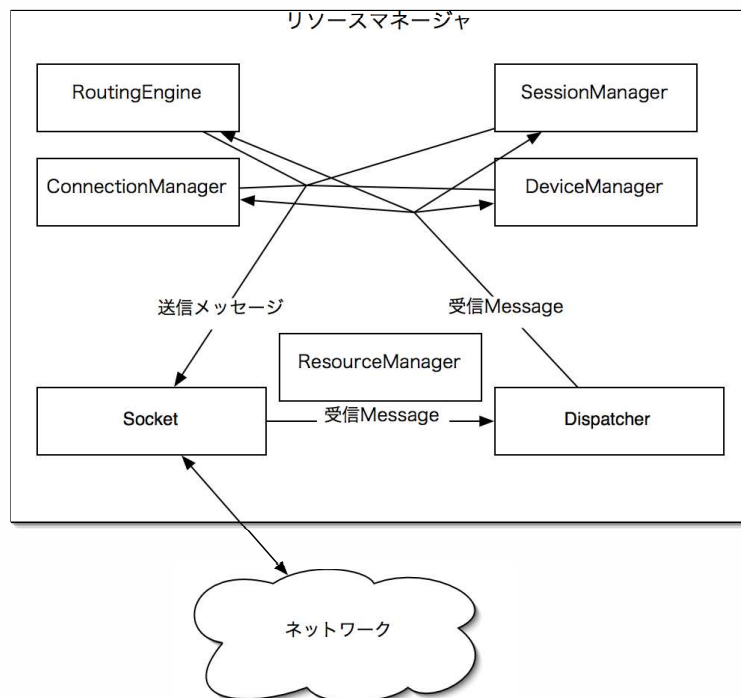 リソースマネージャ
RoutingEngine
SessionManager
ConnectionManager
DeviceManager
送信メッセージ
受信Message
ResourceManager
Socket
受信Message
Dispatcher
ネットワーク